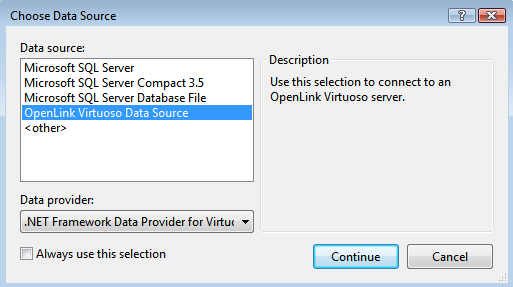 Choose Data Source
Data source:
Microsoft SQL Server
Microsoft SQL Server Compact 3.5
Microsoft SQL Server Database File
OpenLink Virtuoso Data Source
<other>
Description
Use this selection to connect to an
OpenLink Virtuoso server.
Data provider:
.NET Framework Data Provider for Virtuo
Always use this selection
Continue
Cancel